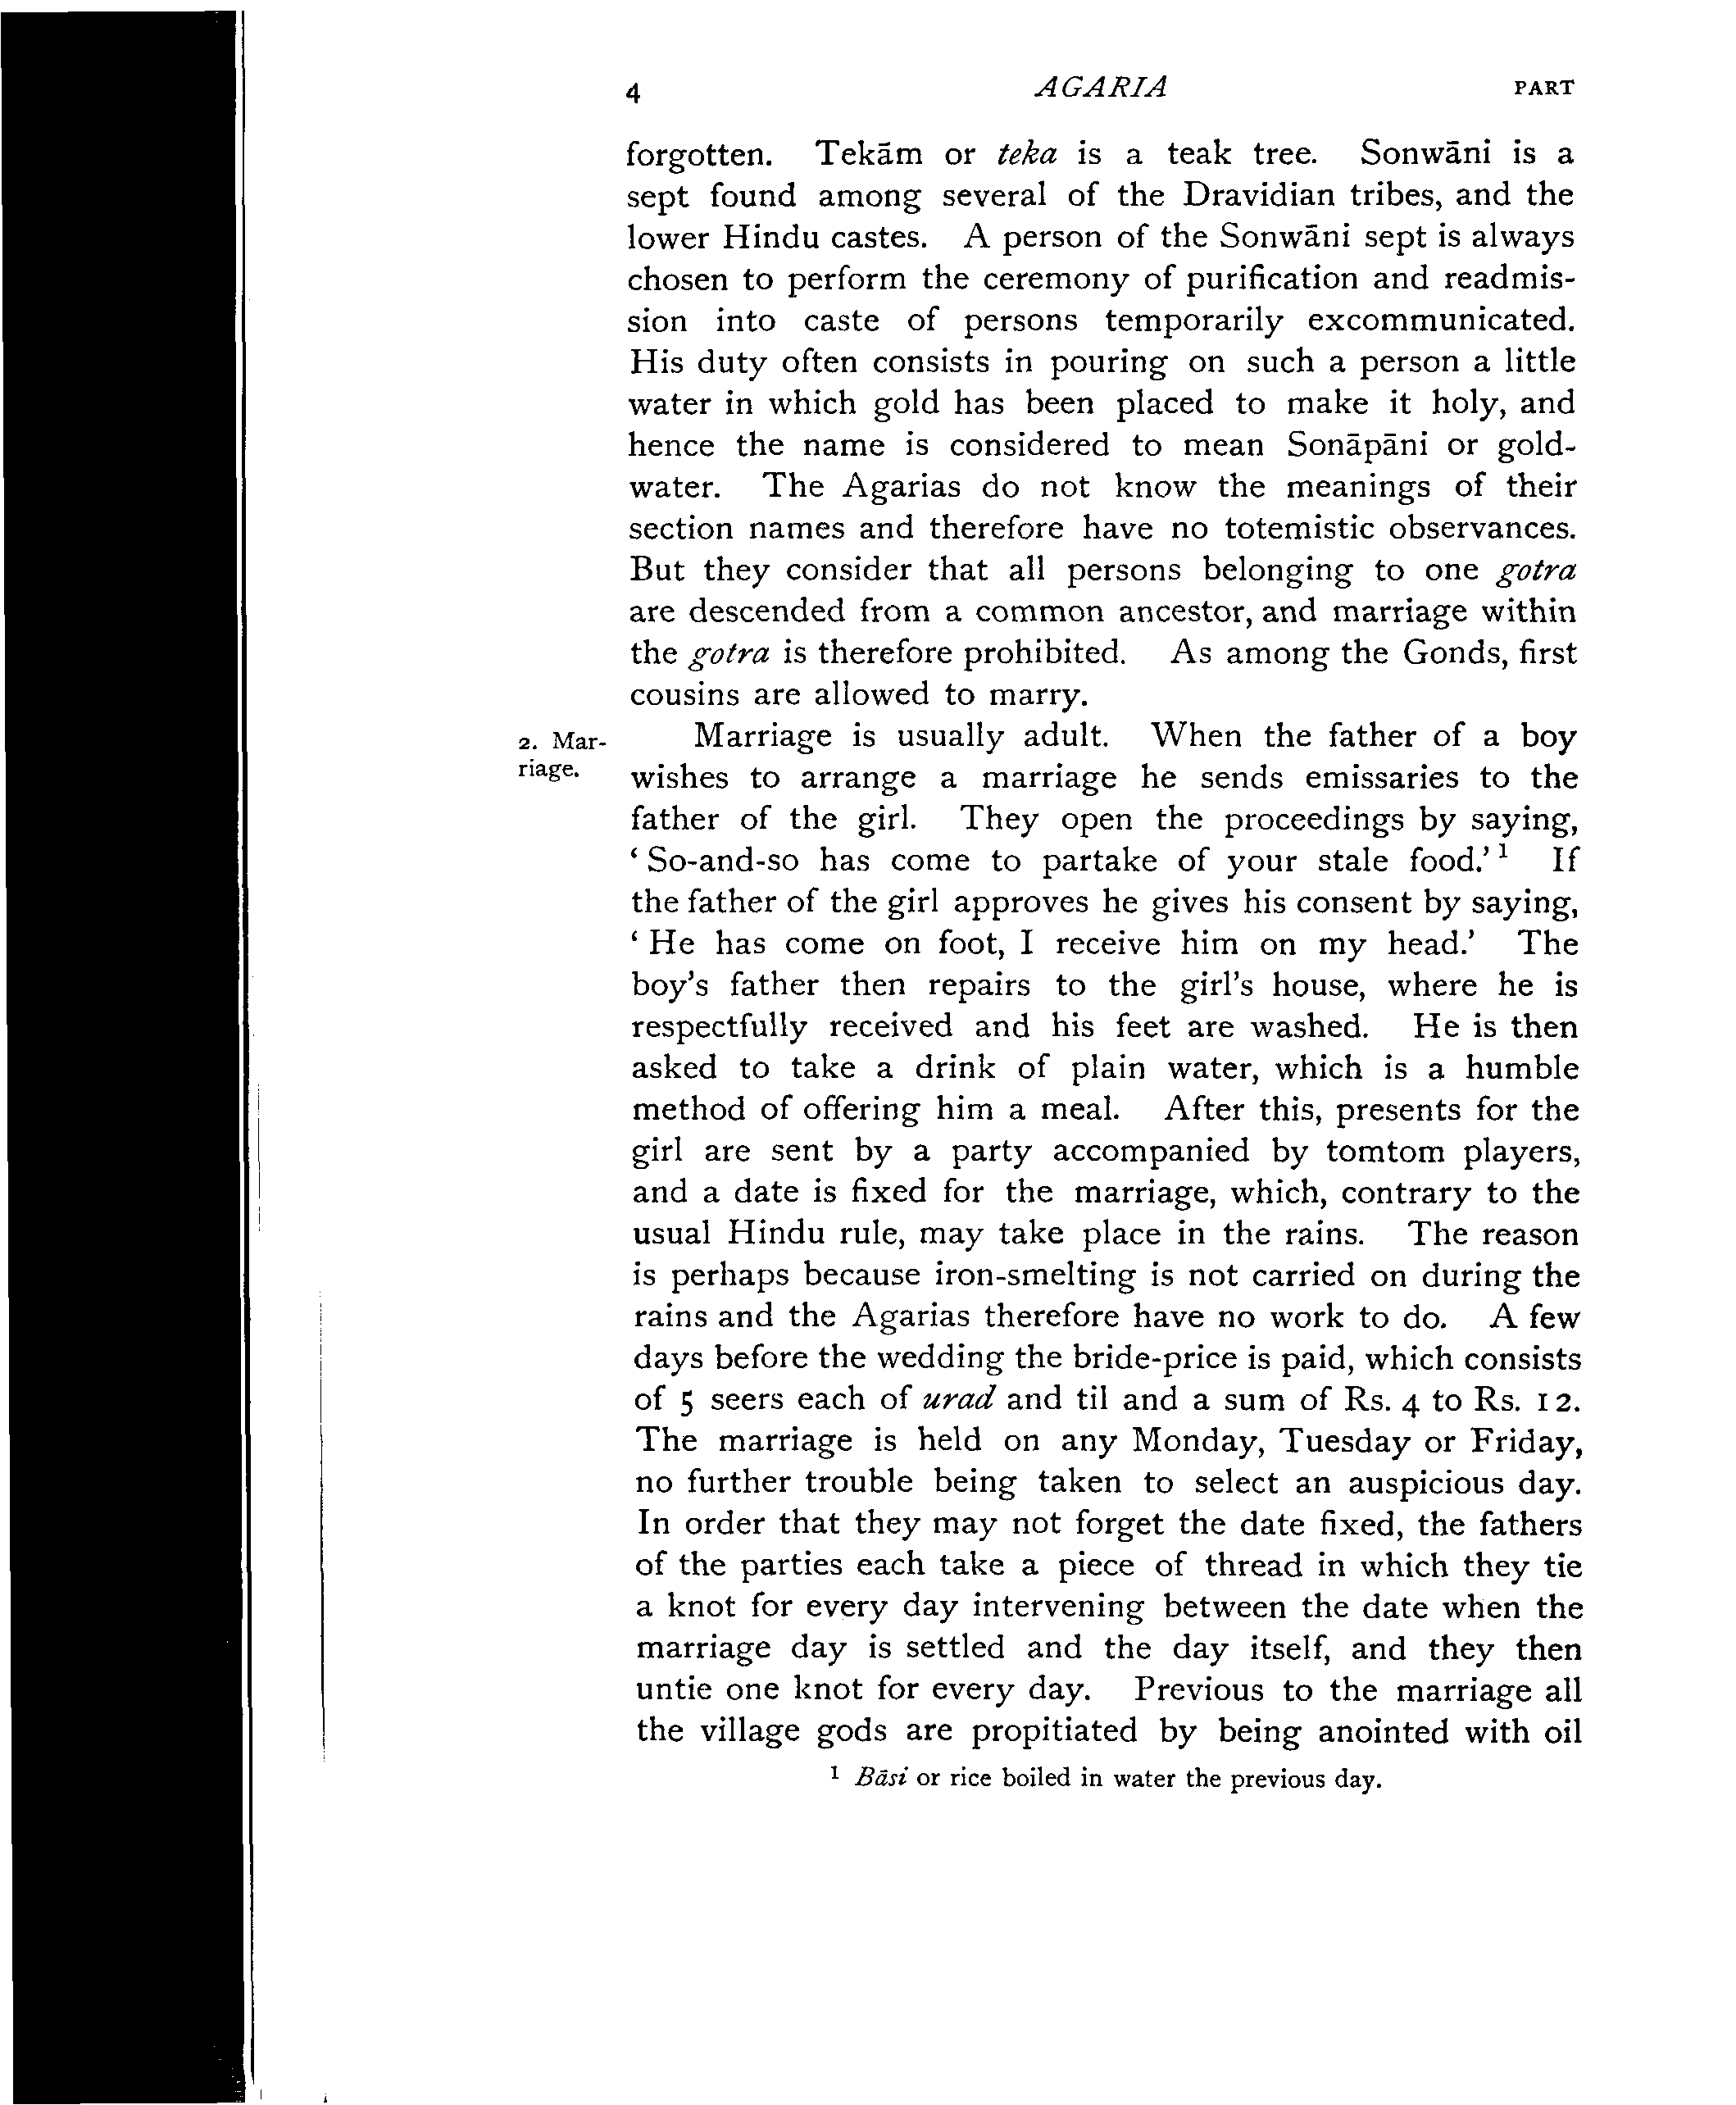 4 AGARIA PART
forgotten. Tekām or teka is a teak tree. Sonwāni is a
sept found among several of the Dravidian tribes, and the
lower Hindu castes. A person of the Sonwāni sept is always
chosen to perform the ceremony of purification and readmis-
sion into caste of persons temporarily excommunicated.
His duty often consists in pouring on such a person a little
water in which gold has been placed to make it holy, and
hence the name is considered to mean Sonāpāni or gold-
water. The Agarias do not know the meanings of their
section names and therefore have no totemistic observances.
But they consider that all persons belonging to one gotra
are descended from a common ancestor, and marriage within
the gotra is therefore prohibited. As among the Gonds, first
cousins are allowed to marry.
2. Mar-
riage.
Marriage is usually adult. When the father of a boy
wishes to arrange a marriage he sends emissaries to the
father of the girl. They open the proceedings by saying,
‘So-and-so has come to partake of your stale food.’ ¹ If
the father of the girl approves he gives his consent by saying,
‘He has come on foot, I receive him on my head.’ The
boy’s father then repairs to the girl’s house, where he is
respectfully received and his feet are washed. He is then
asked to take a drink of plain water, which is a humble
method of offering him a meal. After this, presents for the
girl are sent by a party accompanied by tomtom players,
and a date is fixed for the marriage, which, contrary to the
usual Hindu rule, may take place in the rains. The reason
is perhaps because iron-smelting is not carried on during the
rains and the Agarias therefore have no work to do. A few
days before the wedding the bride-price is paid, which consists
of 5 seers each of urad and til and a sum of Rs. 4 to Rs. 12.
The marriage is held on any Monday, Tuesday or Friday,
no further trouble being taken to select an auspicious day.
In order that they may not forget the date fixed, the fathers
of the parties each take a piece of thread in which they tie
a knot for every day intervening between the date when the
marriage day is settled and the day itself, and they then
untie one knot for every day. Previous to the marriage all
the village gods are propitiated by being anointed with oil
¹ Bāsi or rice boiled in water the previous day.